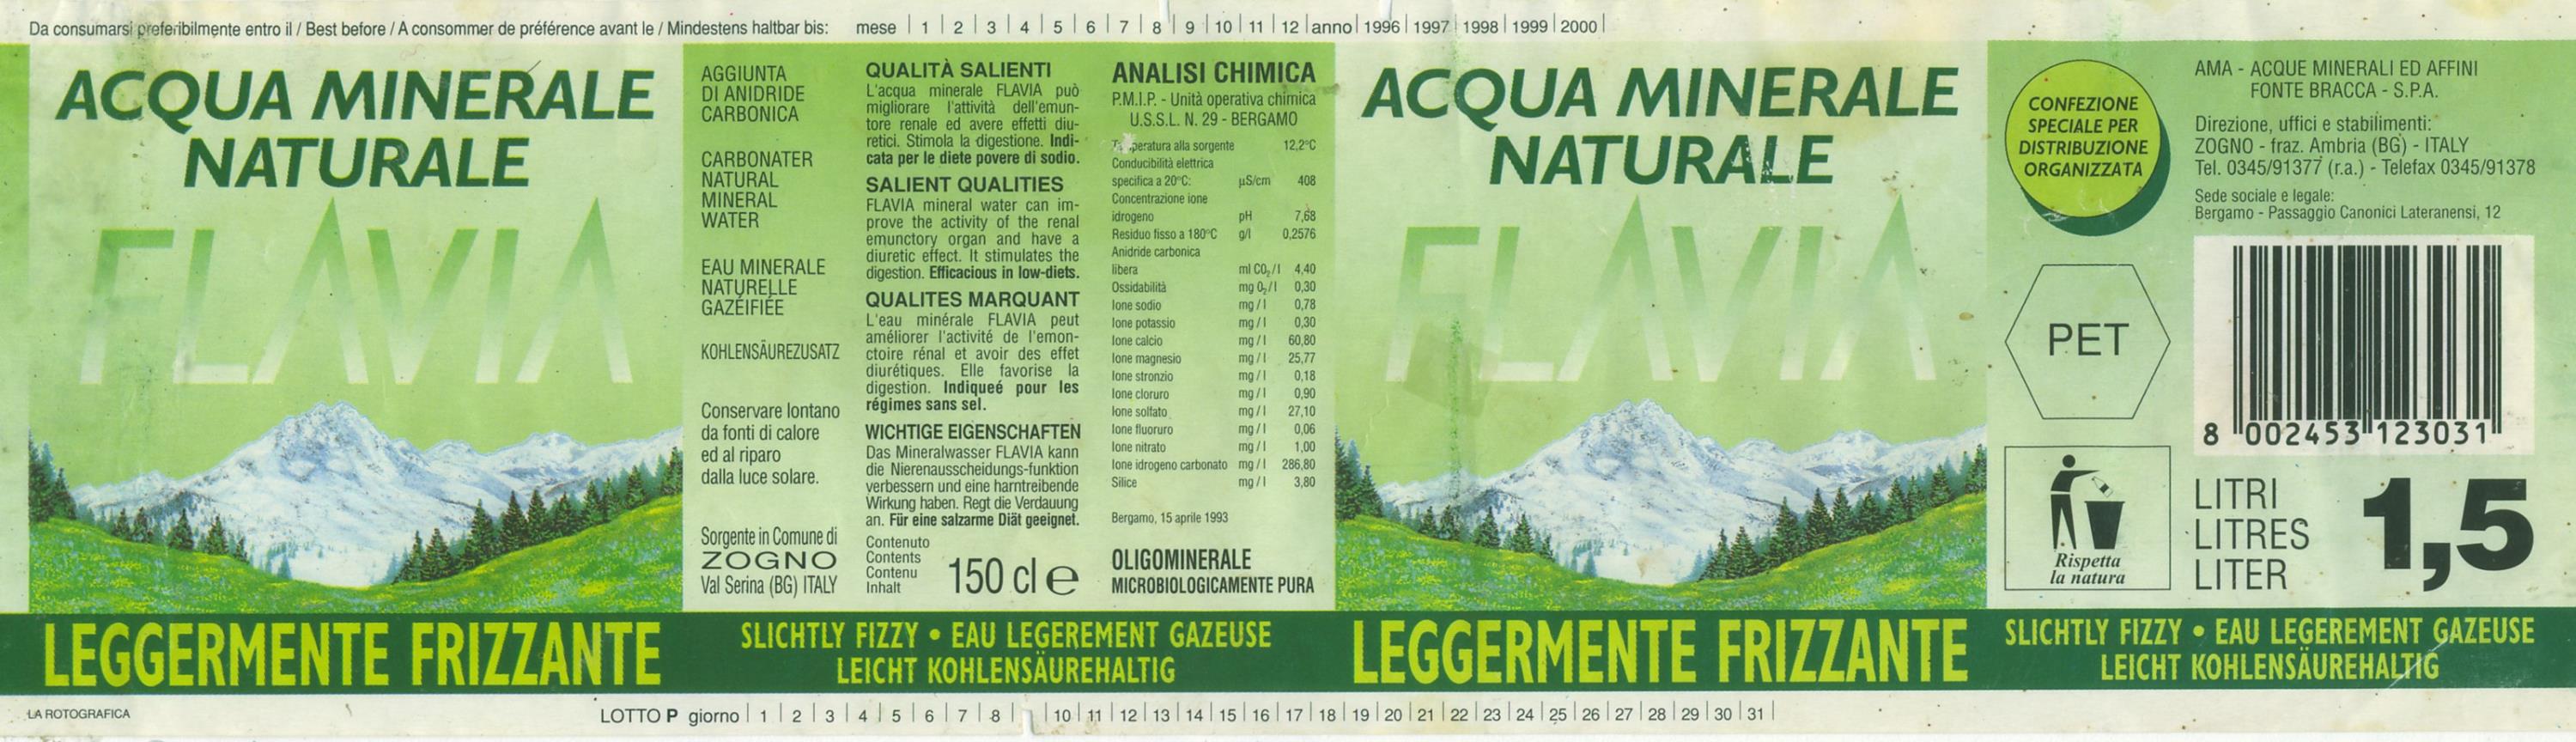 Da consumarsi preferibilmente entro il / Best before / A consommer de préférence avant le / Mindestens haltbar bis: mese | 1 | 2 | 3 | 4 | 5 | 6 | 7 | 8 | 9 | 10 | 11 | 12 | anno | 1996 | 1997 | 1998 | 1999 | 2000 |
ACQUA MINERALE
NATURALE
FLAVIA
LEGGERMENTE FRIZZANTE
AGGIUNTA
DI ANIDRIDE
CARBONICA
CARBONATER
NATURAL
MINERAL
WATER
EAU MINERALE
NATURELLE
GAZÉIFIÉE
KOHLENSÄUREZUSATZ
Conservare lontano
da fonti di calore
ed al riparo
dalla luce solare.
Sorgente in Comune di
ZOGNO
Val Serina (BG) ITALY
QUALITÀ SALIENTI
L'acqua minerale FLAVIA può
migliorare l'attività dell'emun-
tore renale ed avere effetti diu-
retici. Stimola la digestione. Indi-
cata per le diete povere di sodio.
SALIENT QUALITIES
FLAVIA mineral water can im-
prove the activity of the renal
emunctory organ and have a
diuretic effect. It stimulates the
digestion. Efficacious in low-diets.
QUALITES MARQUANT
L'eau minérale FLAVIA peut
améliorer l'activité de l'emon-
ctoire rénal et avoir des effet
diurétiques. Elle favorise la
digestion. Indiqueé pour les
régimes sans sel.
WICHTIGE EIGENSCHAFTEN
Das Mineralwasser FLAVIA kann
die Nierenausscheidungs-funktion
verbessern und eine harntreibende
Wirkung haben. Regt die Verdauung
an. Für eine salzarme Diät geeignet.
Contenuto
Contents
Contenu
Inhalt
150 cl e
ANALISI CHIMICA
P.M.I.P. - Unità operativa chimica
U.S.S.L. N. 29 - BERGAMO
alla sorgente 12,2°C
Conducibilità elettrica
specifica a 20°C: µS/cm 408
Concentrazione ione
idrogeno pH 7,68
Residuo fisso a 180°C g/l 0,2576
Anidride carbonica
libera ml CO₂/l 4,40
Ossidabilità mg O₂/l 0,30
Ione sodio mg/l 0,78
Ione potassio mg/l 0,30
Ione calcio mg/l 60,80
Ione magnesio mg/l 25,77
Ione stronzio mg/l 0,18
Ione cloruro mg/l 0,90
Ione solfato mg/l 27,10
Ione fluoruro mg/l 0,06
Ione nitrato mg/l 1,00
Ione idrogeno carbonato mg/l 286,80
Silice mg/l 3,80
Bergamo, 15 aprile 1993
OLIGOMINERALE
MICROBIOLOGICAMENTE PURA
SLICHTLY FIZZY • EAU LEGEREMENT GAZEUSE
LEICHT KOHLENSÄUREHALTIG
ACQUA MINERALE
NATURALE
FLAVIA
LEGGERMENTE FRIZZANTE
CONFEZIONE
SPECIALE PER
DISTRIBUZIONE
ORGANIZZATA
PET
Rispetta
la natura
AMA - ACQUE MINERALI ED AFFINI
FONTE BRACCA - S.P.A.
Direzione, uffici e stabilimenti:
ZOGNO - fraz. Ambria (BG) - ITALY
Tel. 0345/91377 (r.a.) - Telefax 0345/91378
Sede sociale e legale:
Bergamo - Passaggio Canonici Lateranensi, 12
8 002453 123031
LITRI
LITRES
LITER
1,5
SLICHTLY FIZZY • EAU LEGEREMENT GAZEUSE
LEICHT KOHLENSÄUREHALTIG
LA ROTOGRAFICA
LOTTO P giorno | 1 | 2 | 3 | 4 | 5 | 6 | 7 | 8 | | 10 | 11 | 12 | 13 | 14 | 15 | 16 | 17 | 18 | 19 | 20 | 21 | 22 | 23 | 24 | 25 | 26 | 27 | 28 | 29 | 30 | 31 |